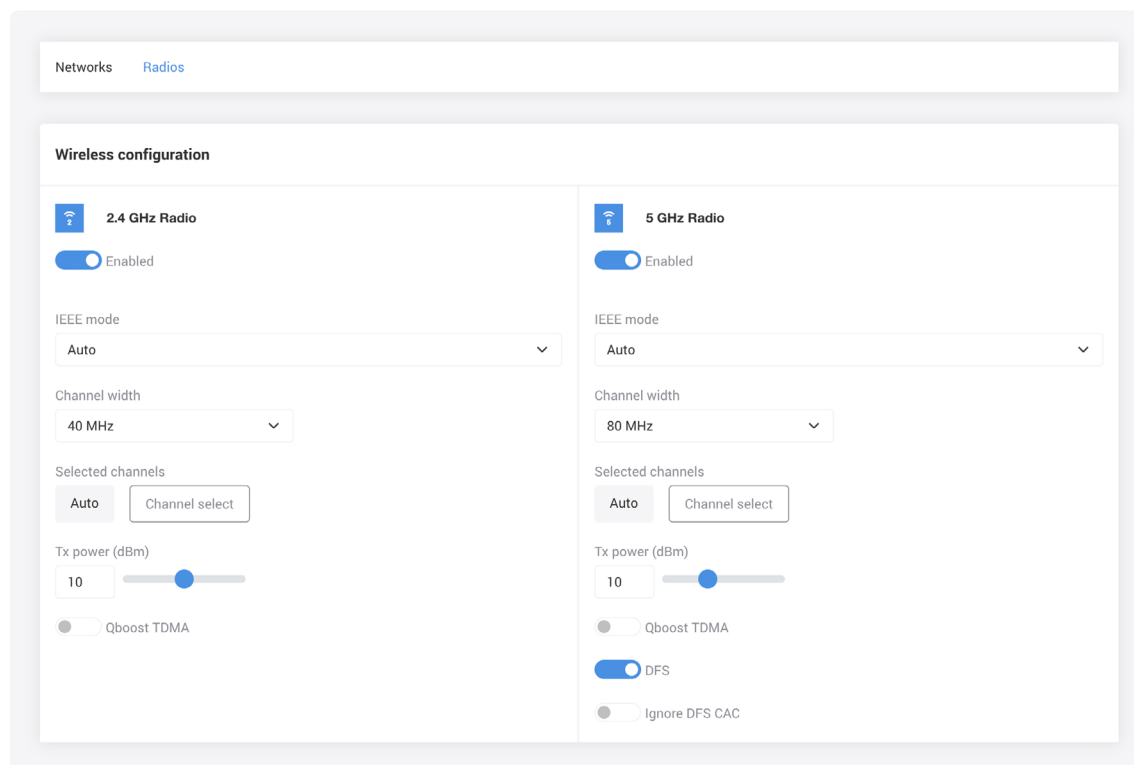 Networks Radios
Wireless configuration
2
2.4 GHz Radio
Enabled
IEEE mode
Auto
Channel width
40 MHz
Selected channels
Auto Channel select
Tx power (dBm)
10
Qboost TDMA
5
5 GHz Radio
Enabled
IEEE mode
Auto
Channel width
80 MHz
Selected channels
Auto Channel select
Tx power (dBm)
10
Qboost TDMA
DFS
Ignore DFS CAC